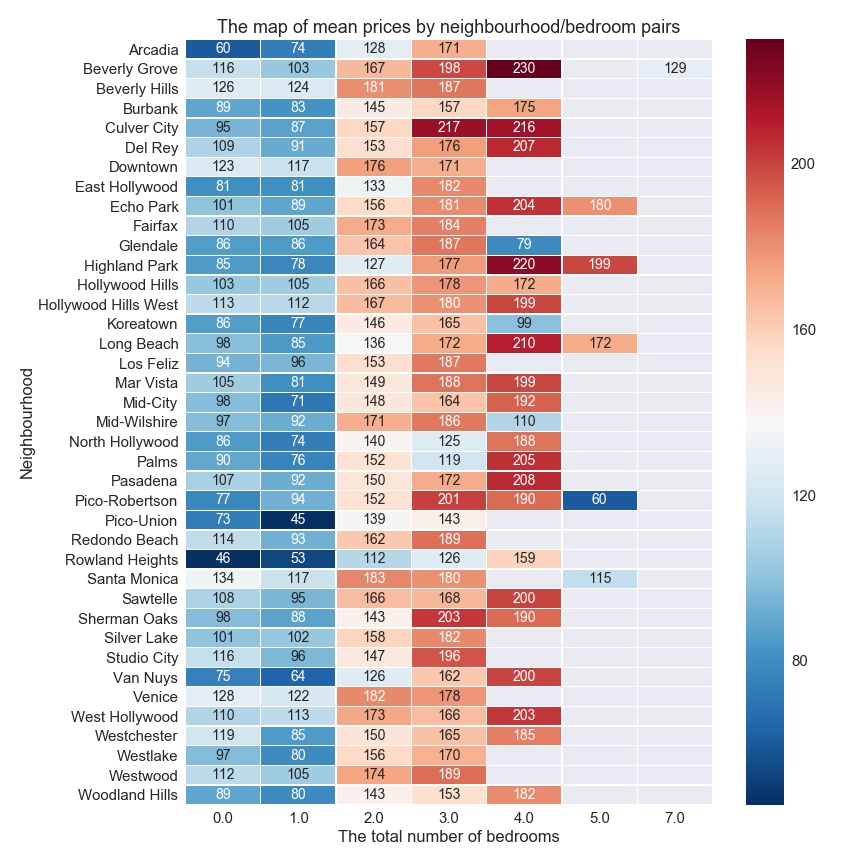 The map of mean prices by neighbourhood/bedroom pairs
Arcadia 60 74 128 171
Beverly Grove 116 103 167 198 230 129
Beverly Hills 126 124 181 187
Burbank 89 83 145 157 175
Culver City 95 87 157 217 216
Del Rey 109 91 153 176 207
Downtown 123 117 176 171
East Hollywood 81 81 133 182
Echo Park 101 89 156 181 204 180
Fairfax 110 105 173 184
Glendale 86 86 164 187 79
Highland Park 85 78 127 177 220 199
Hollywood Hills 103 105 166 178 172
Hollywood Hills West 113 112 167 180 199
Koreatown 86 77 146 165 99
Long Beach 98 85 136 172 210 172
Los Feliz 94 96 153 187
Mar Vista 105 81 149 188 199
Mid-City 98 71 148 164 192
Mid-Wilshire 97 92 171 186 110
North Hollywood 86 74 140 125 188
Palms 90 76 152 119 205
Pasadena 107 92 150 172 208
Pico-Robertson 77 94 152 201 190 60
Pico-Union 73 45 139 143
Redondo Beach 114 93 162 189
Rowland Heights 46 53 112 126 159
Santa Monica 134 117 183 180 115
Sawtelle 108 95 166 168 200
Sherman Oaks 98 88 143 203 190
Silver Lake 101 102 158 182
Studio City 116 96 147 196
Van Nuys 75 64 126 162 200
Venice 128 122 182 178
West Hollywood 110 113 173 166 203
Westchester 119 85 150 165 185
Westlake 97 80 156 170
Westwood 112 105 174 189
Woodland Hills 89 80 143 153 182
0.0 1.0 2.0 3.0 4.0 5.0 7.0
The total number of bedrooms
Neighbourhood
200
160
120
80